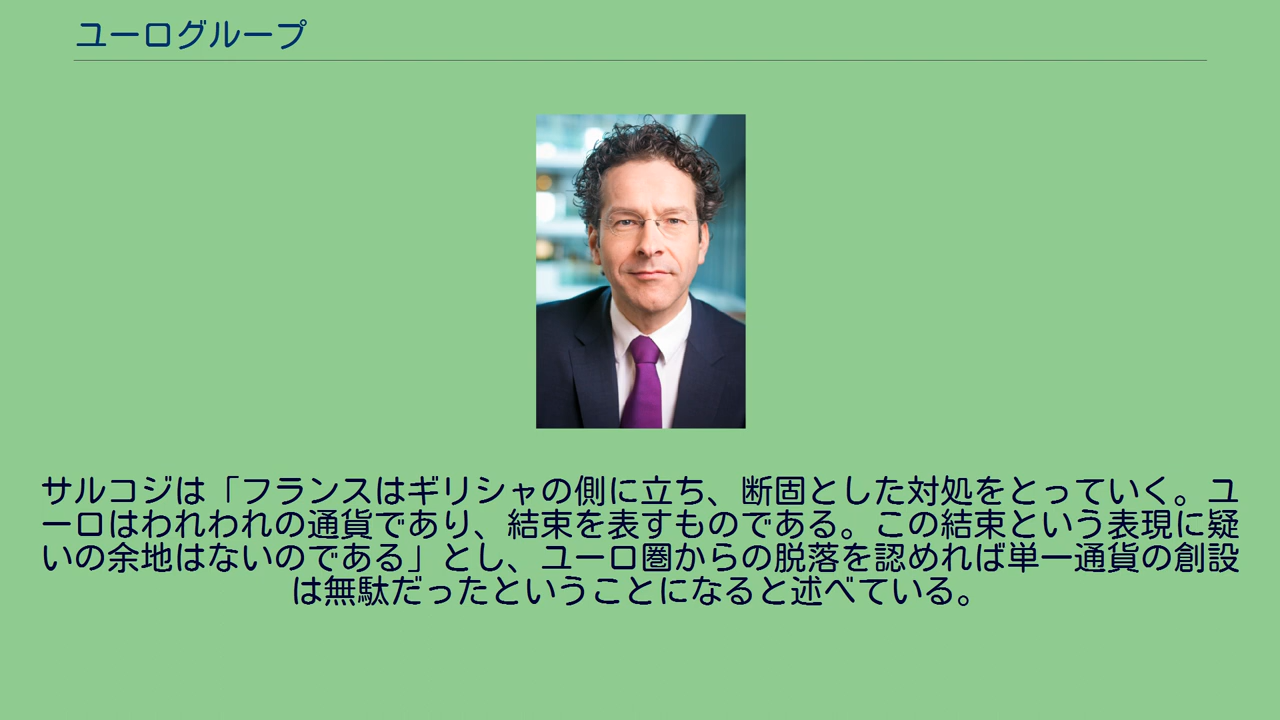 ユーログループ
サルコジは「フランスはギリシャの側に立ち、断固とした対処をとっていく。ユ
ーロはわれわれの通貨であり、結束を表すものである。この結束という表現に疑
いの余地はないのである」とし、ユーロ圏からの脱落を認めれば単一通貨の創設
は無駄だったということになると述べている。